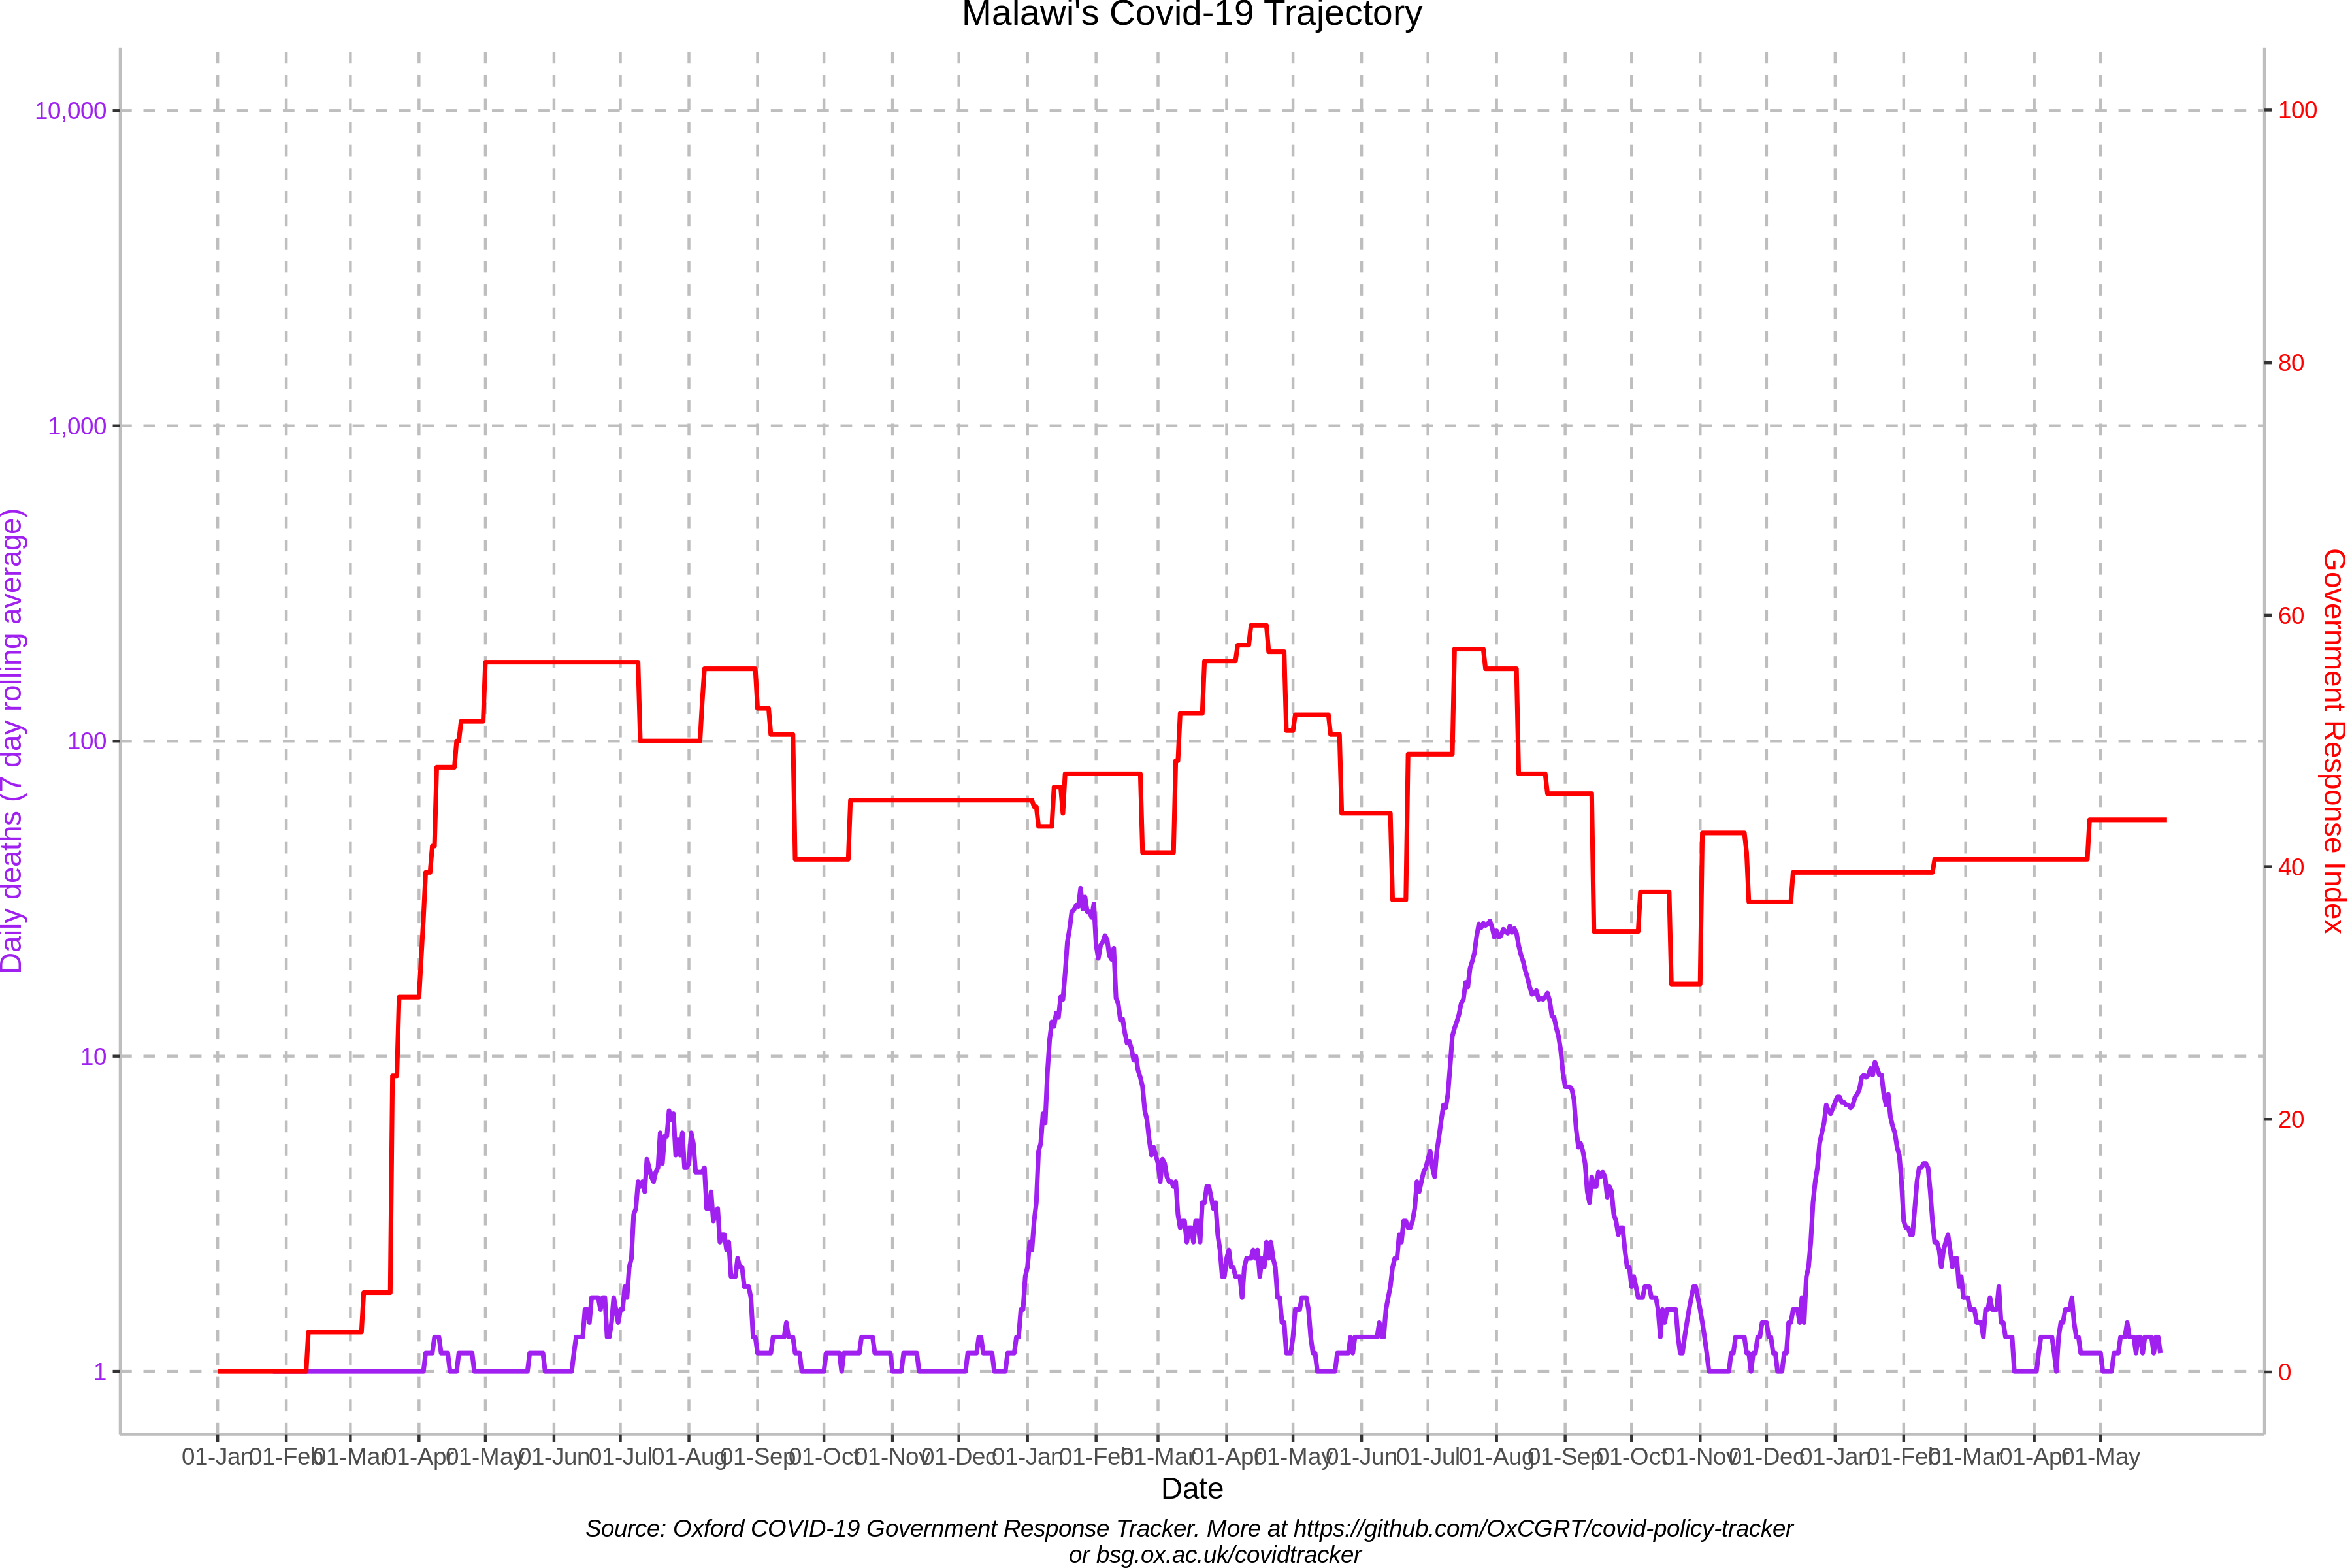 Malawi's Covid-19 Trajectory
10,000
1,000
100
10
1
Daily deaths (7 day rolling average)
100
80
60
40
20
0
Government Response Index
01-Jan 01-Feb 01-Mar 01-Apr 01-May 01-Jun 01-Jul 01-Aug 01-Sep 01-Oct 01-Nov 01-Dec 01-Jan 01-Feb 01-Mar 01-Apr 01-May 01-Jun 01-Jul 01-Aug 01-Sep 01-Oct 01-Nov 01-Dec 01-Jan 01-Feb 01-Mar 01-Apr 01-May
Date
Source: Oxford COVID-19 Government Response Tracker. More at https://github.com/OxCGRT/covid-policy-tracker
or bsg.ox.ac.uk/covidtracker